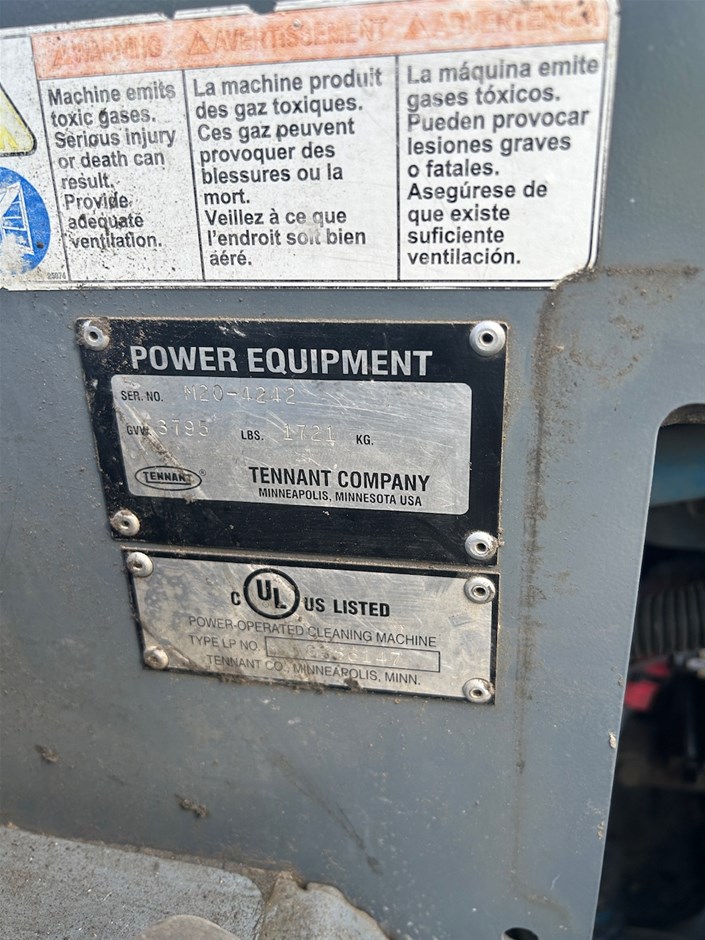 WARNING
Machine emits
toxic gases.
Serious injury
or death can
result.
Provide
adequate
ventilation.
AVERTISSEMENT
La machine produit
des gaz toxiques.
Ces gaz peuvent
provoquer des
blessures ou la
mort.
Veillez à ce que
l'endroit soit bien
aéré.
ADVERTENCIA
La máquina emite
gases tóxicos.
Pueden provocar
lesiones graves
o fatales.
Asegúrese de
que existe
suficiente
ventilación.
POWER EQUIPMENT
SER. NO. M20-4242
GVW 3795 LBS. 1721 KG.
TENNANT®
TENNANT COMPANY
MINNEAPOLIS, MINNESOTA USA
C UL US LISTED
POWER-OPERATED CLEANING MACHINE
TYPE LP NO.
TENNANT CO., MINNEAPOLIS, MINN.